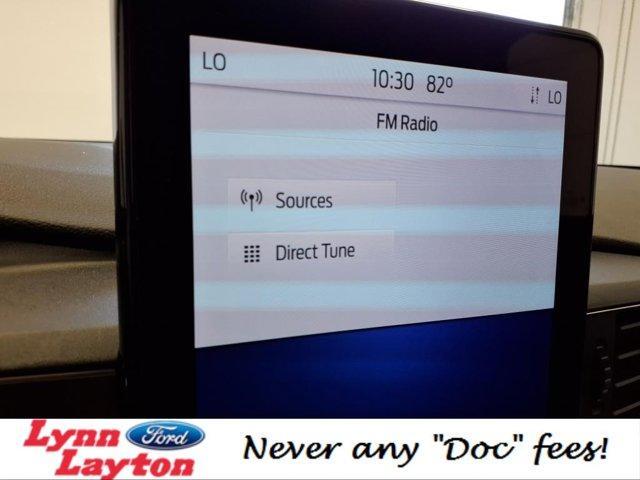 LO 10:30 82° LO
FM Radio
Sources
Direct Tune
Lynn Layton Ford
Never any "Doc" fees!